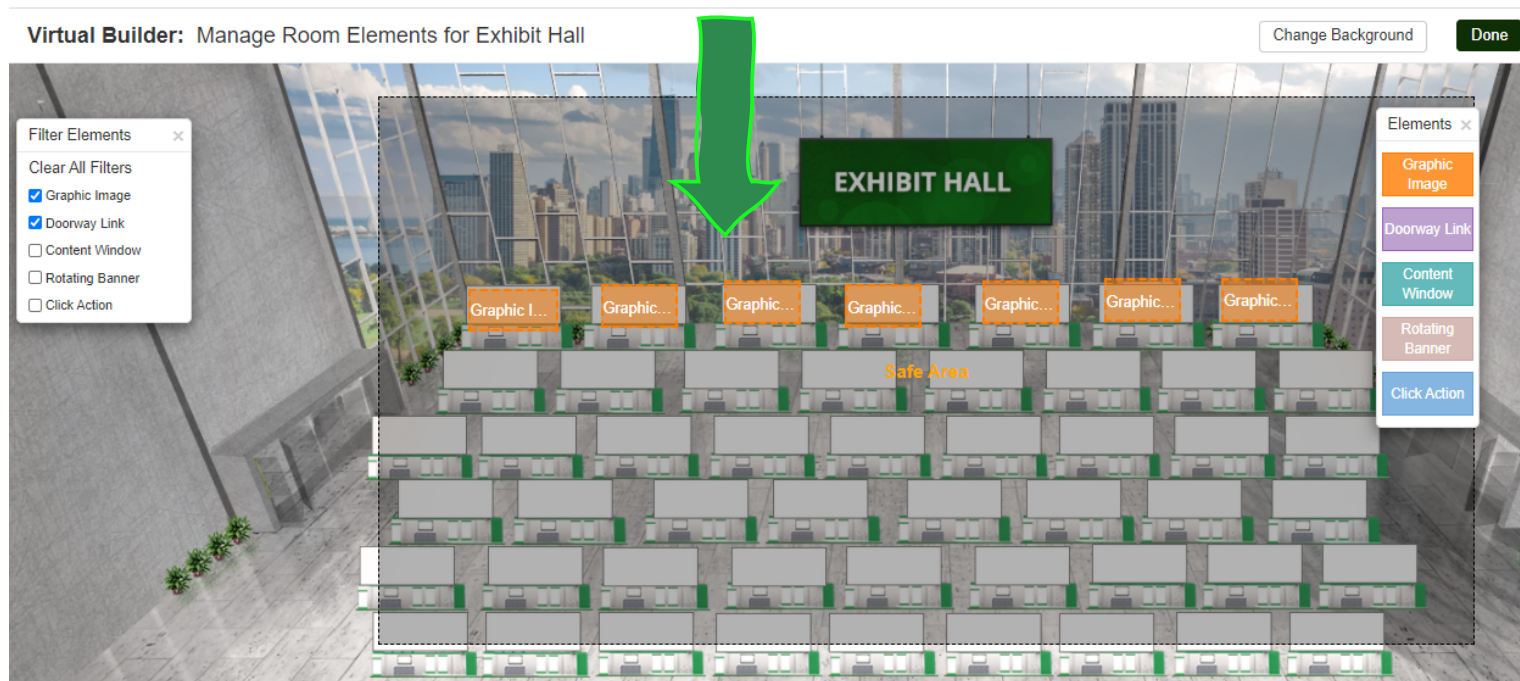 Virtual Builder: Manage Room Elements for Exhibit Hall
Change Background
Done
Filter Elements ×
Clear All Filters
Graphic Image
Doorway Link
Content Window
Rotating Banner
Click Action
EXHIBIT HALL
Elements ×
Graphic
Image
Doorway Link
Content
Window
Rotating
Banner
Click Action
Graphic I...
Graphic...
Graphic...
Graphic...
Graphic...
Graphic...
Graphic...
Safe Area